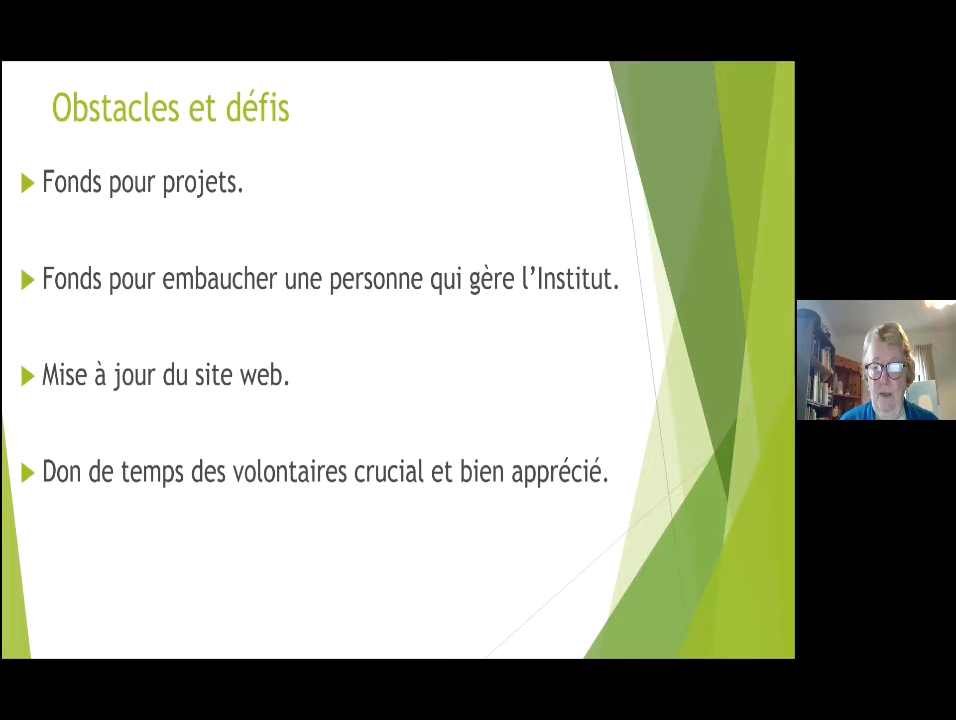 Obstacles et défis
Fonds pour projets.
Fonds pour embaucher une personne qui gère l’Institut.
Mise à jour du site web.
Don de temps des volontaires crucial et bien apprécié.